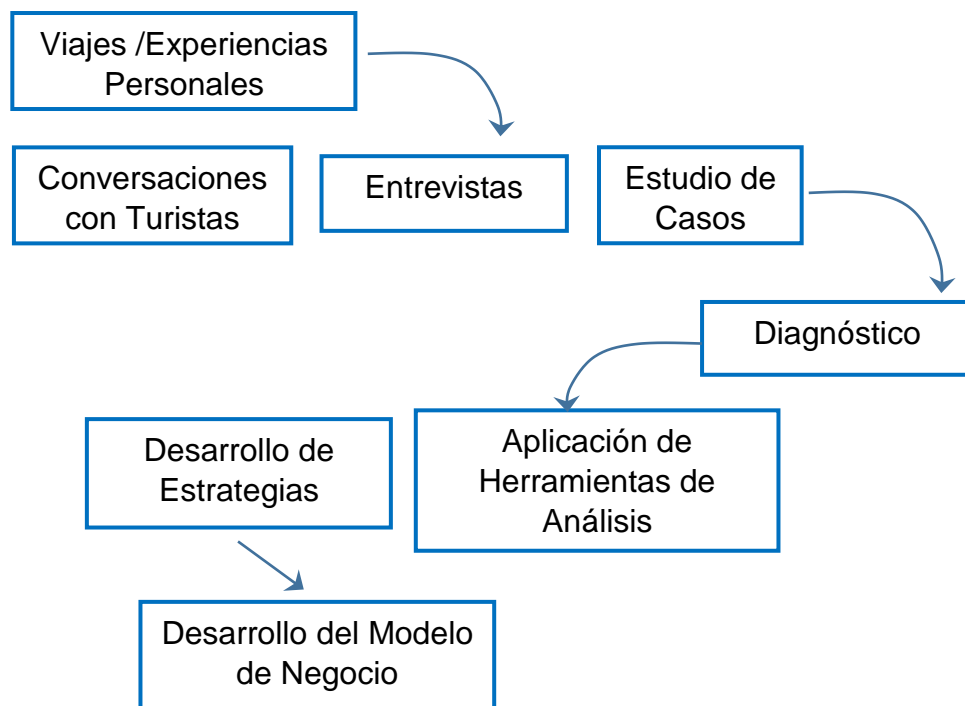 Viajes /Experiencias
Personales
Conversaciones
con Turistas
Entrevistas
Estudio de
Casos
Diagnóstico
Aplicación de
Herramientas de
Análisis
Desarrollo de
Estrategias
Desarrollo del Modelo
de Negocio